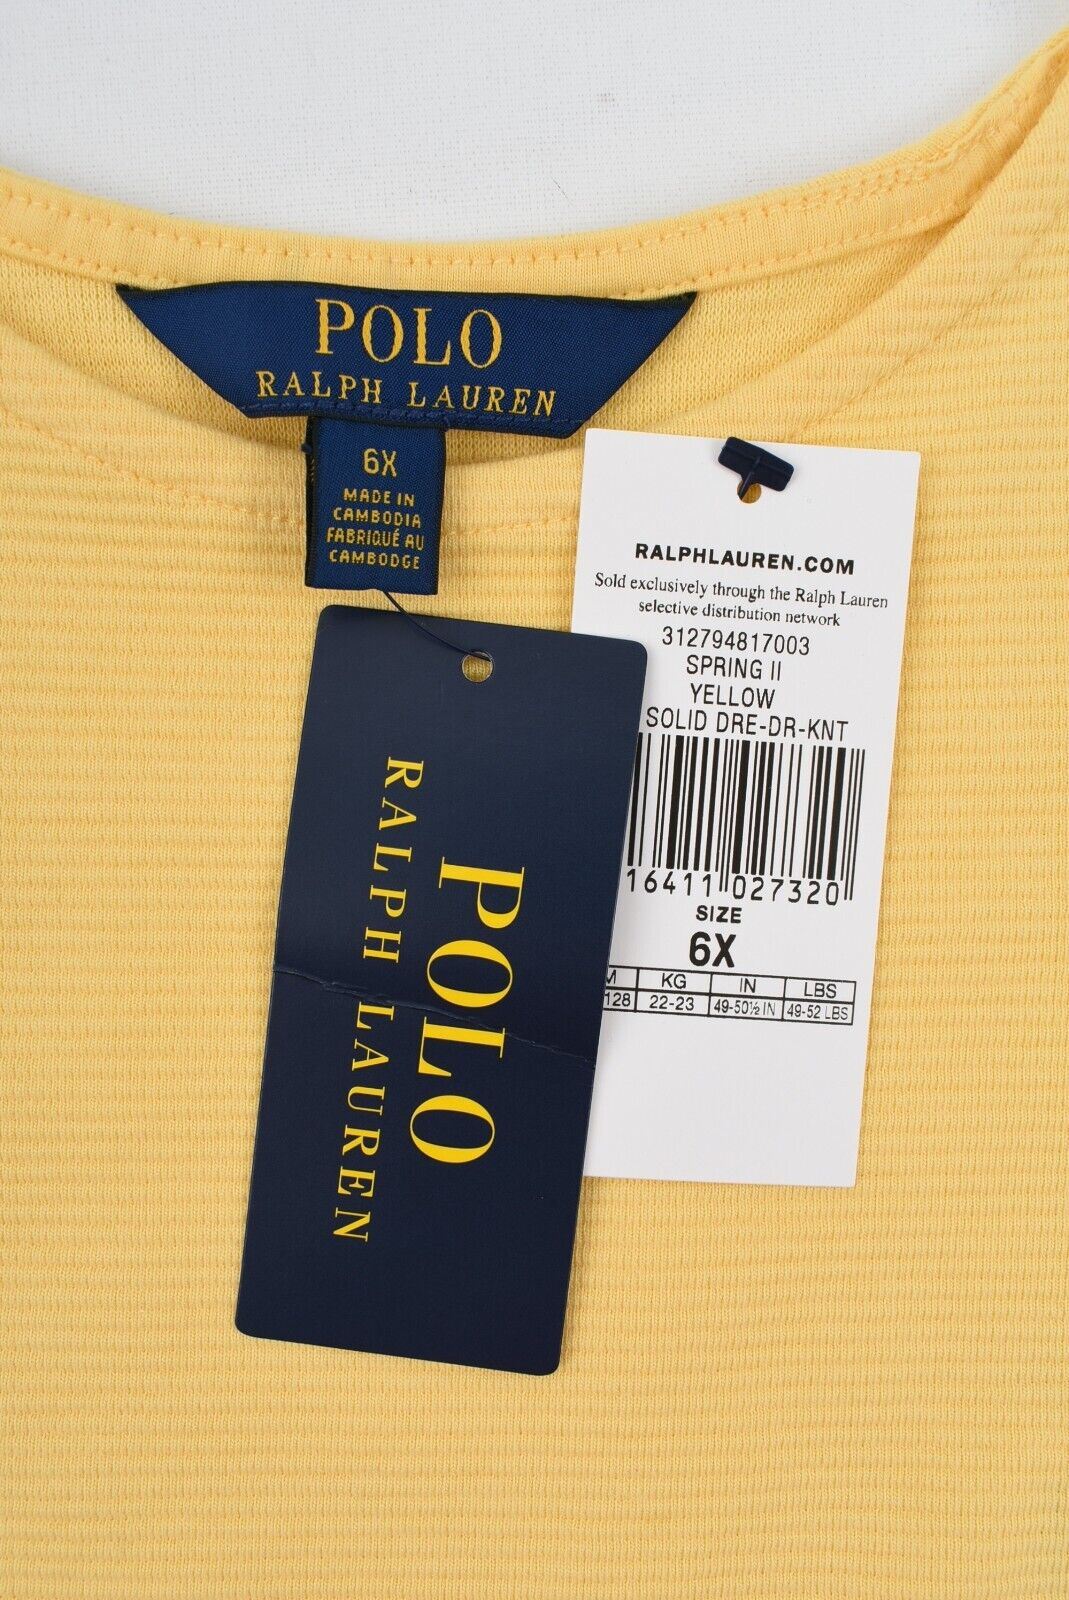 POLO
RALPH LAUREN
6X
MADE IN
CAMBODIA
FABRIQUÉ AU
CAMBODGE
RALPHLAUREN.COM
Sold exclusively through the Ralph Lauren
selective distribution network
312794817003
SPRING II
YELLOW
SOLID DRE-DR-KNT
16411 027320
SIZE
6X
M KG IN LBS
128 22-23 49-50½ IN 49-52 LBS
POLO
RALPH LAUREN